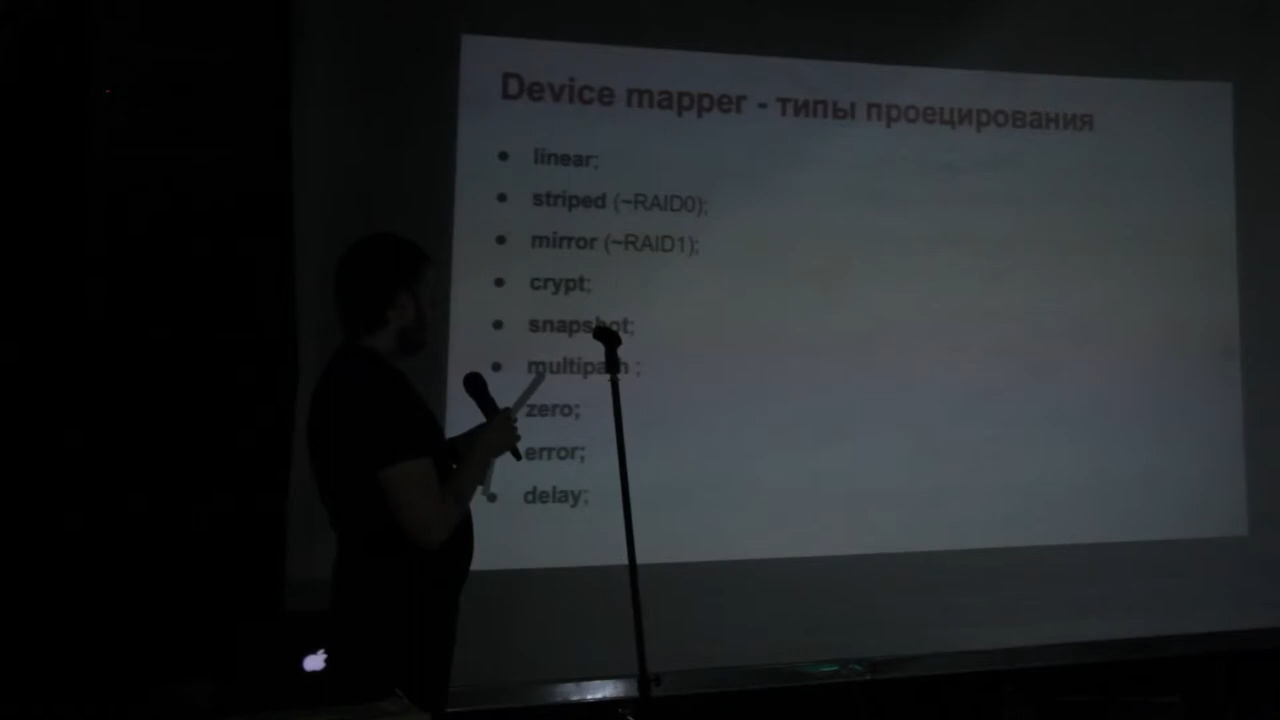 Device mapper - типы проецирования
linear;
striped (~RAID0);
mirror (~RAID1);
crypt;
snapshot;
multipath ;
zero;
error;
delay;